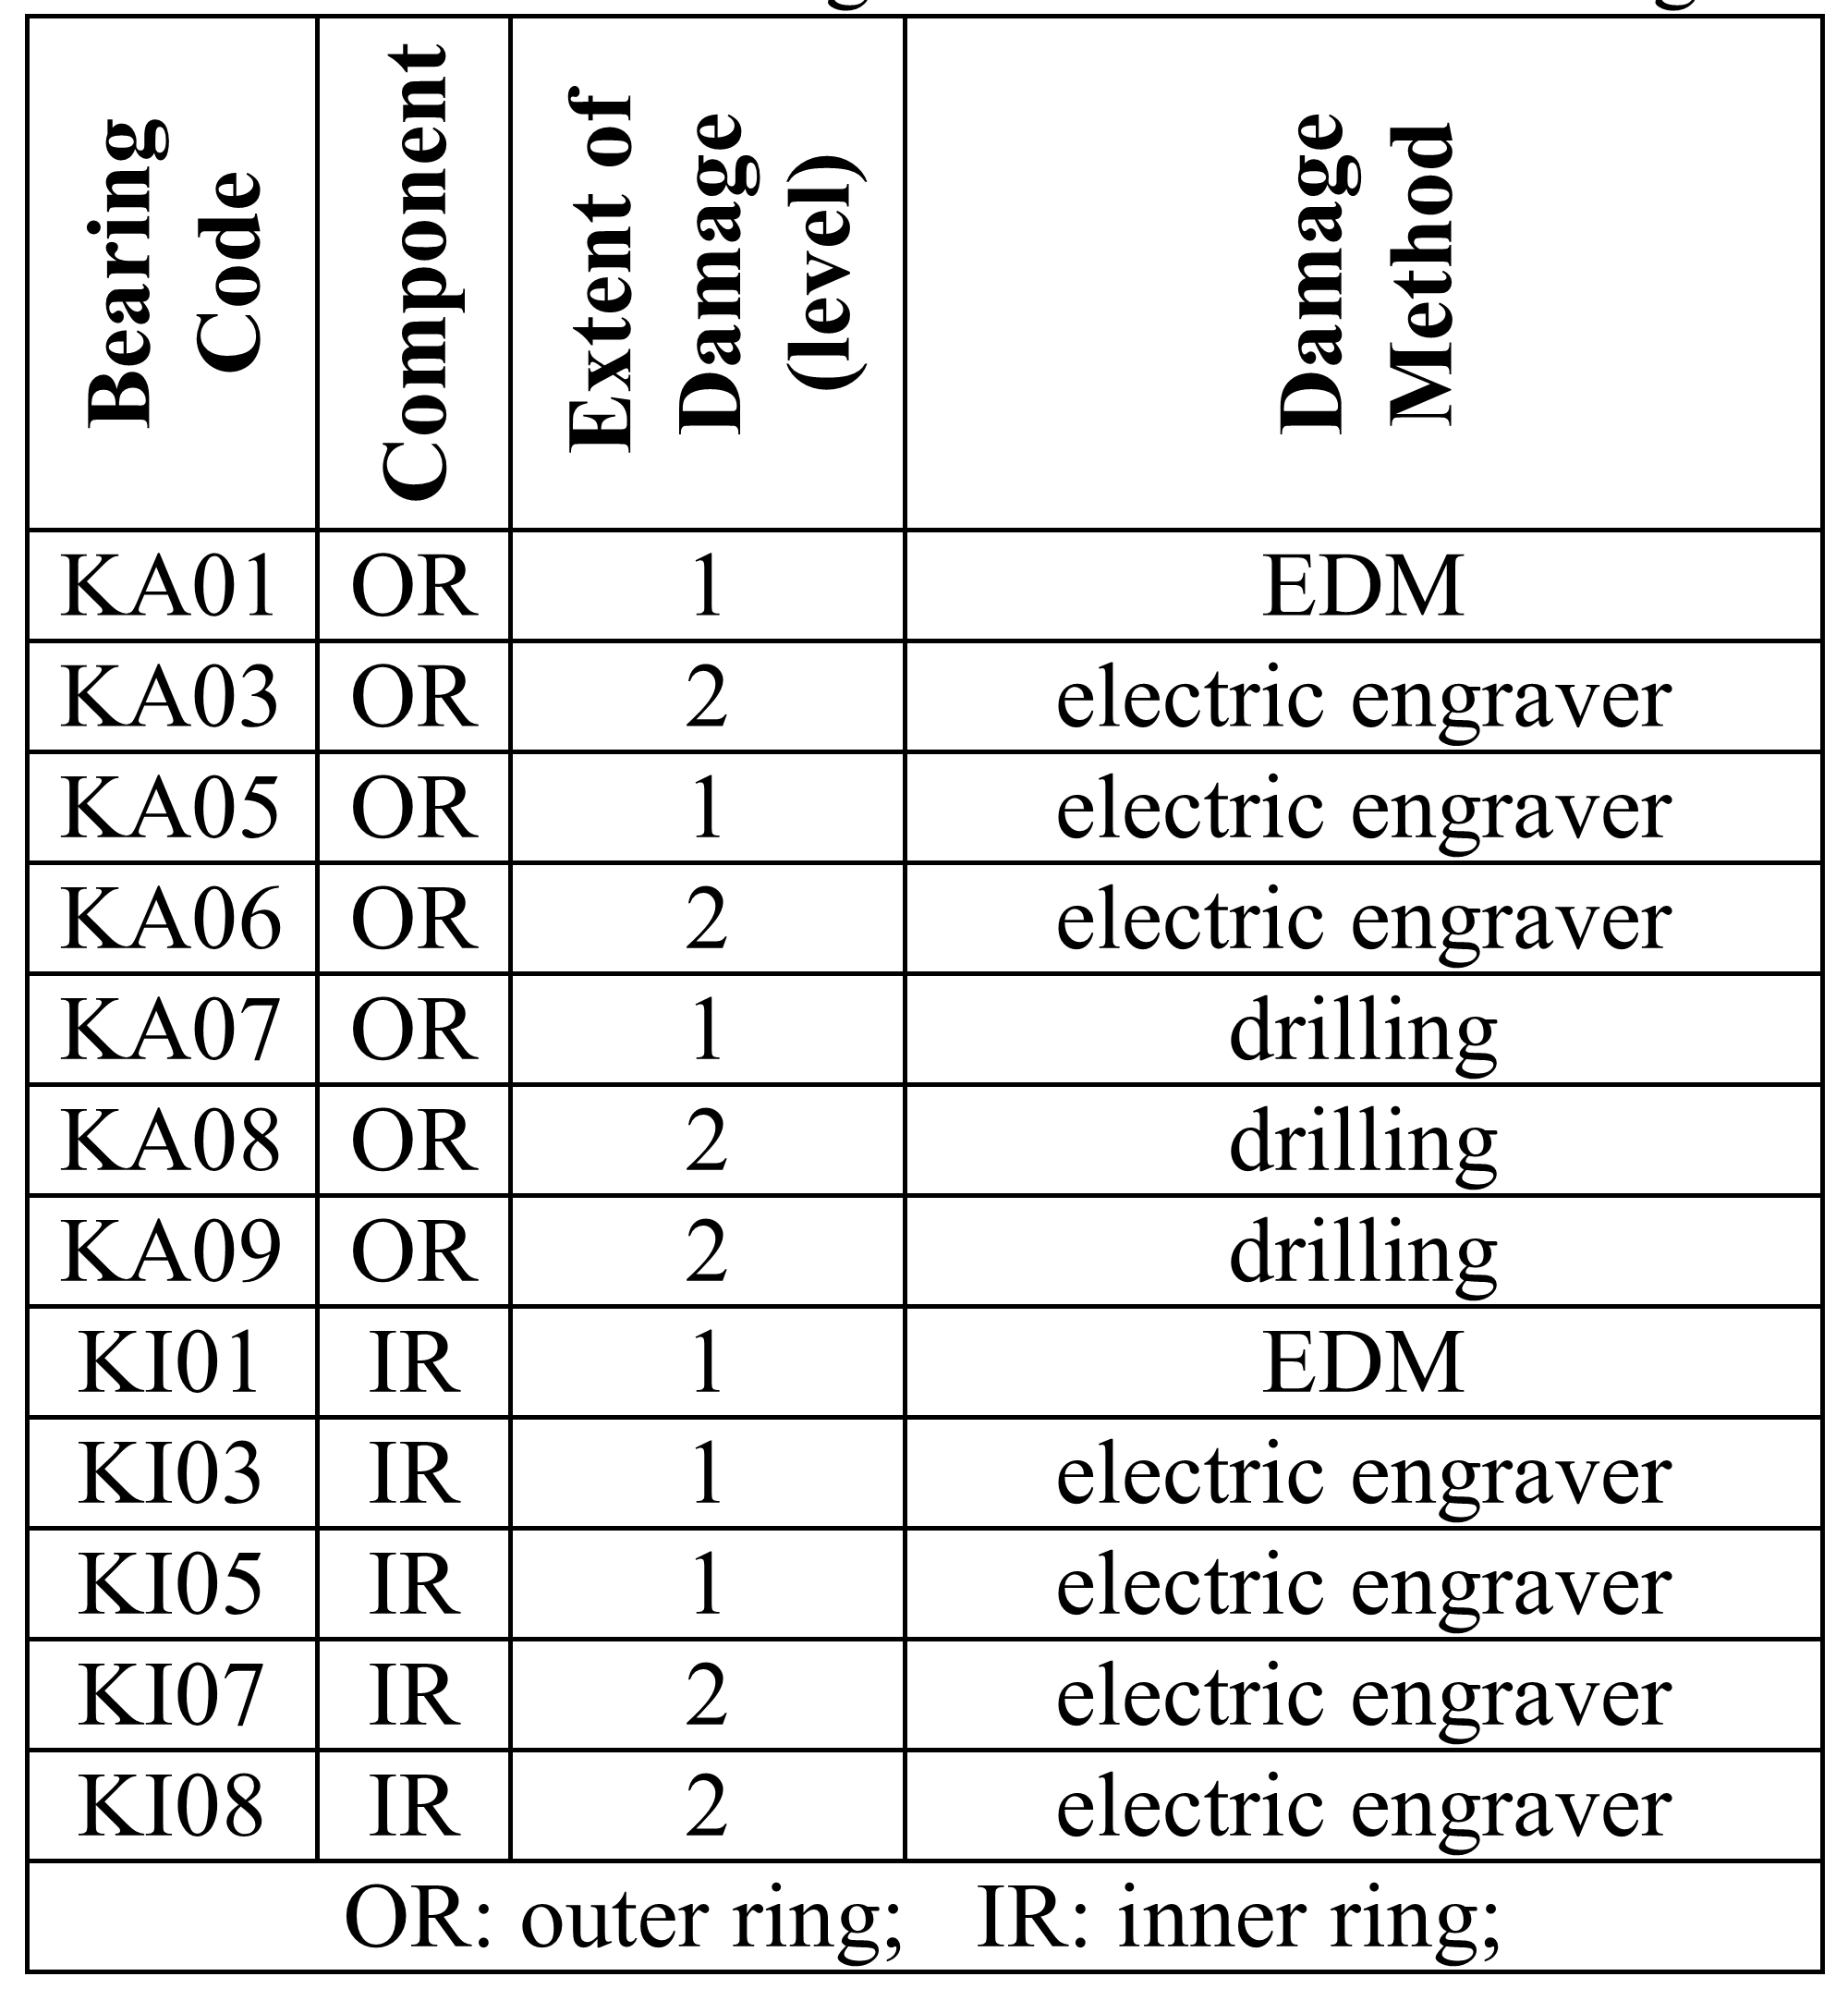 Bearing Code Component Extent of Damage (level) Damage Method
KA01 OR 1 EDM
KA03 OR 2 electric engraver
KA05 OR 1 electric engraver
KA06 OR 2 electric engraver
KA07 OR 1 drilling
KA08 OR 2 drilling
KA09 OR 2 drilling
KI01 IR 1 EDM
KI03 IR 1 electric engraver
KI05 IR 1 electric engraver
KI07 IR 2 electric engraver
KI08 IR 2 electric engraver
OR: outer ring; IR: inner ring;